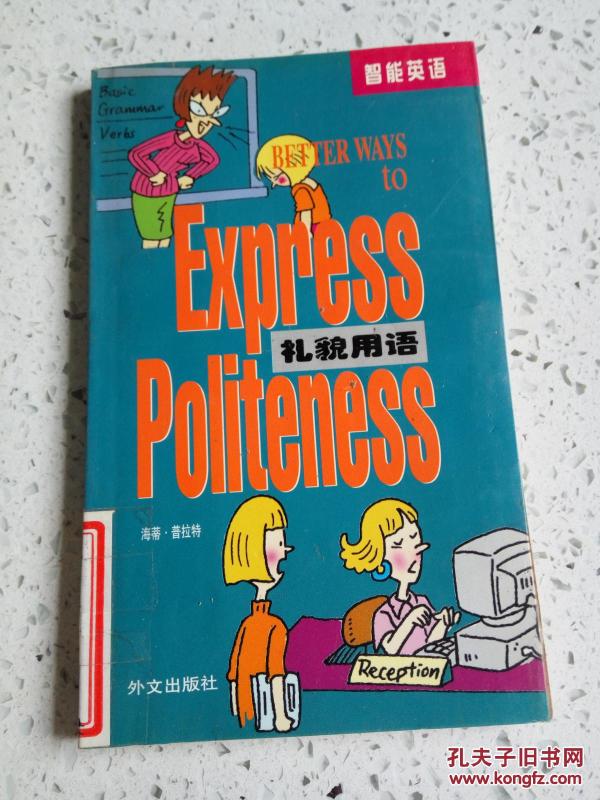 智能英语
Basic
Grammar
Verbs
BETTER WAYS
to
Express
礼貌用语
Politeness
海蒂·普拉特
Reception
外文出版社
孔夫子旧书网
www.kongfz.com